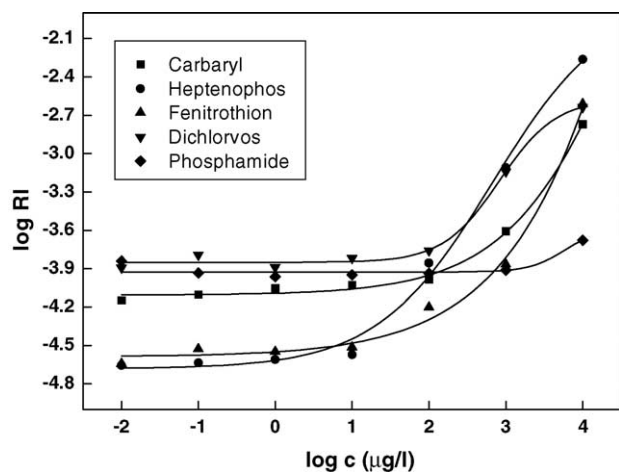 -2.1
-2.4
-2.7
-3.0
-3.3
-3.6
-3.9
-4.2
-4.5
-4.8
log RI
Carbaryl
Heptenophos
Fenitrothion
Dichlorvos
Phosphamide
-2 -1 0 1 2 3 4
log c (µg/l)